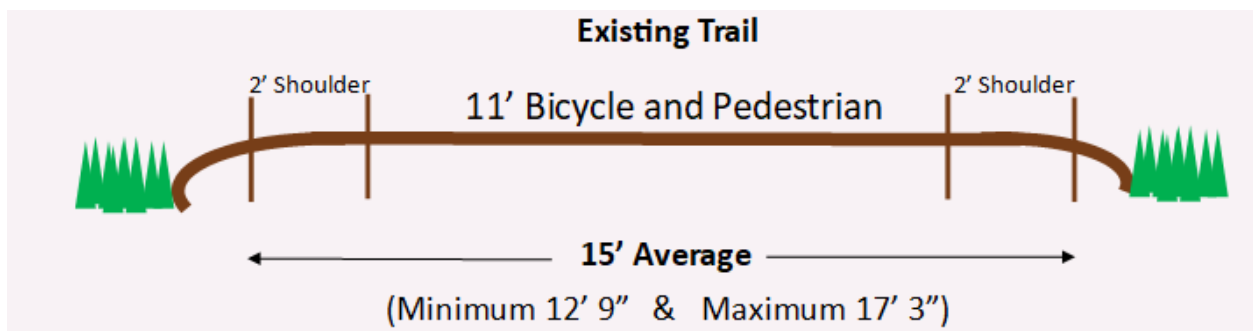 Existing Trail
2’ Shoulder
11’ Bicycle and Pedestrian
2’ Shoulder
15’ Average
(Minimum 12’ 9” & Maximum 17’ 3”)